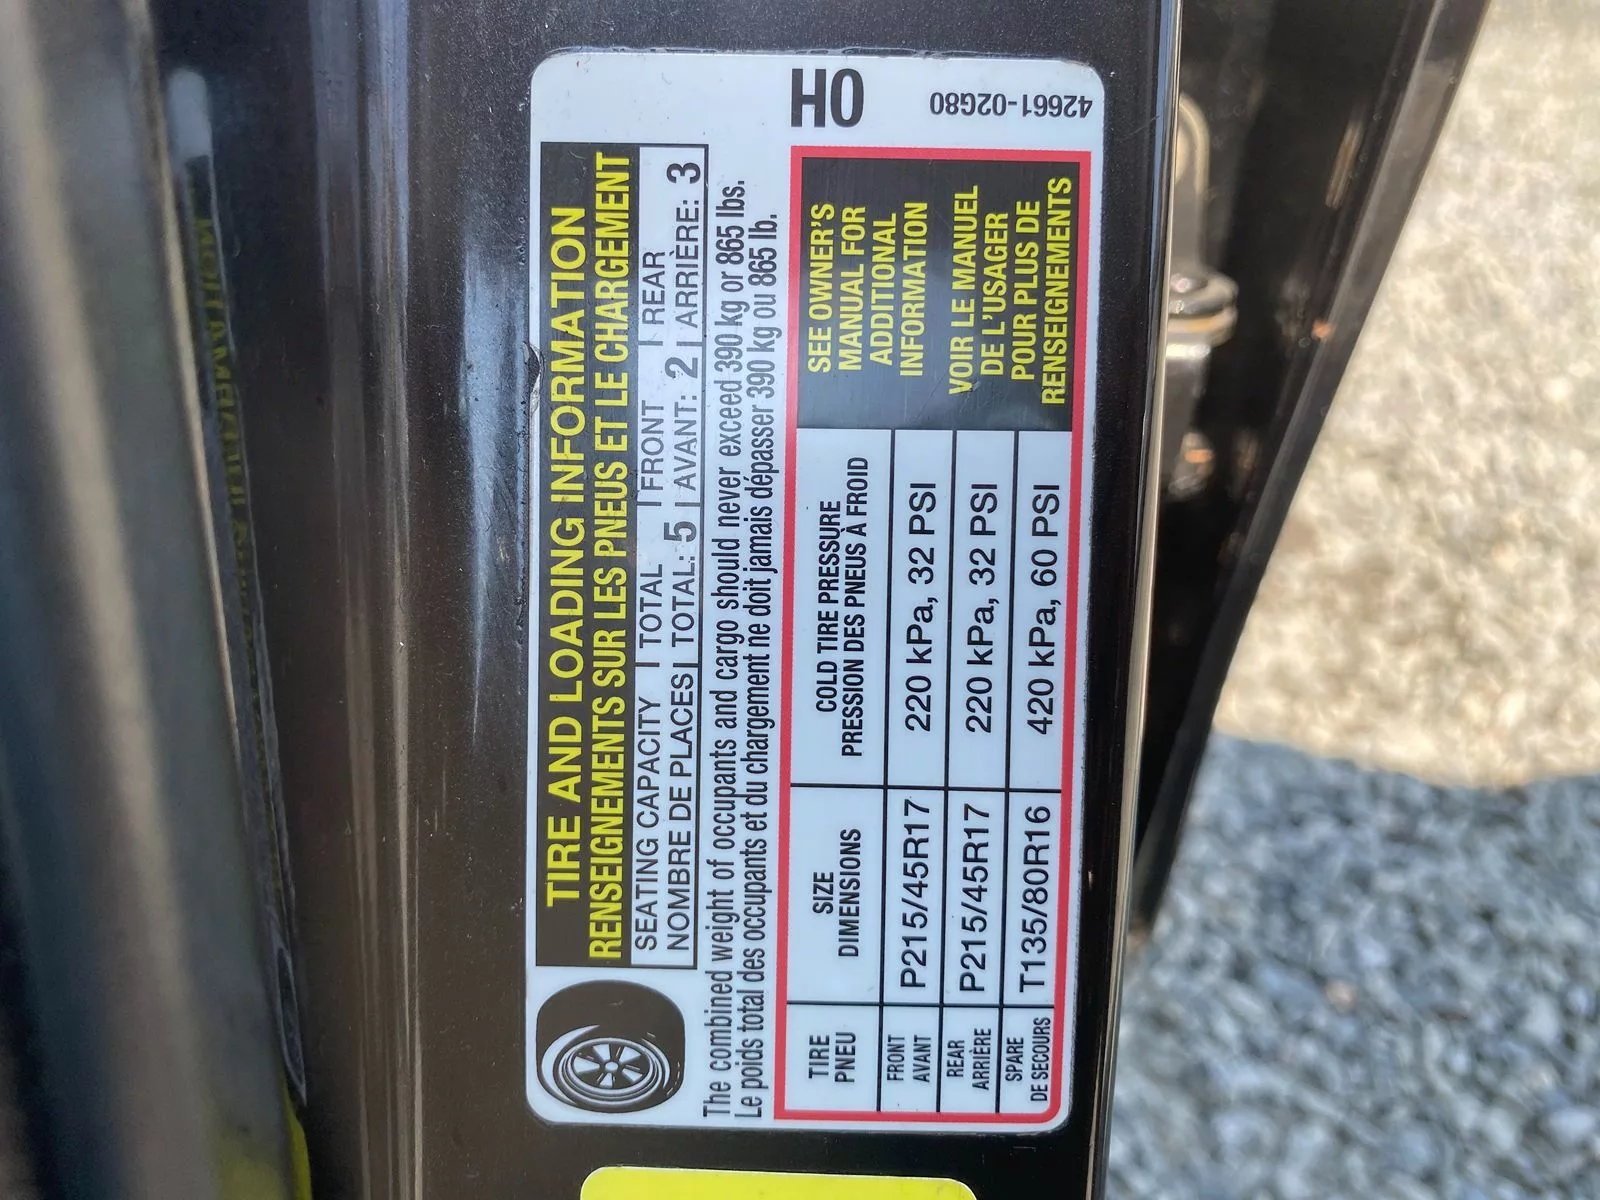 TIRE AND LOADING INFORMATION
RENSEIGNEMENTS SUR LES PNEUS ET LE CHARGEMENT
SEATING CAPACITY | TOTAL | FRONT | REAR
NOMBRE DE PLACES | TOTAL: 5 | AVANT: 2 | ARRIÈRE: 3
The combined weight of occupants and cargo should never exceed 390 kg or 865 lbs.
Le poids total des occupants et du chargement ne doit jamais dépasser 390 kg ou 865 lb.
TIRE
PNEU
SIZE
DIMENSIONS
COLD TIRE PRESSURE
PRESSION DES PNEUS À FROID
FRONT
AVANT
P215/45R17
220 kPa, 32 PSI
REAR
ARRIÈRE
P215/45R17
220 kPa, 32 PSI
SPARE
DE SECOURS
T135/80R16
420 kPa, 60 PSI
SEE OWNER'S
MANUAL FOR
ADDITIONAL
INFORMATION
VOIR LE MANUEL
DE L'USAGER
POUR PLUS DE
RENSEIGNEMENTS
0H
42661-02G80